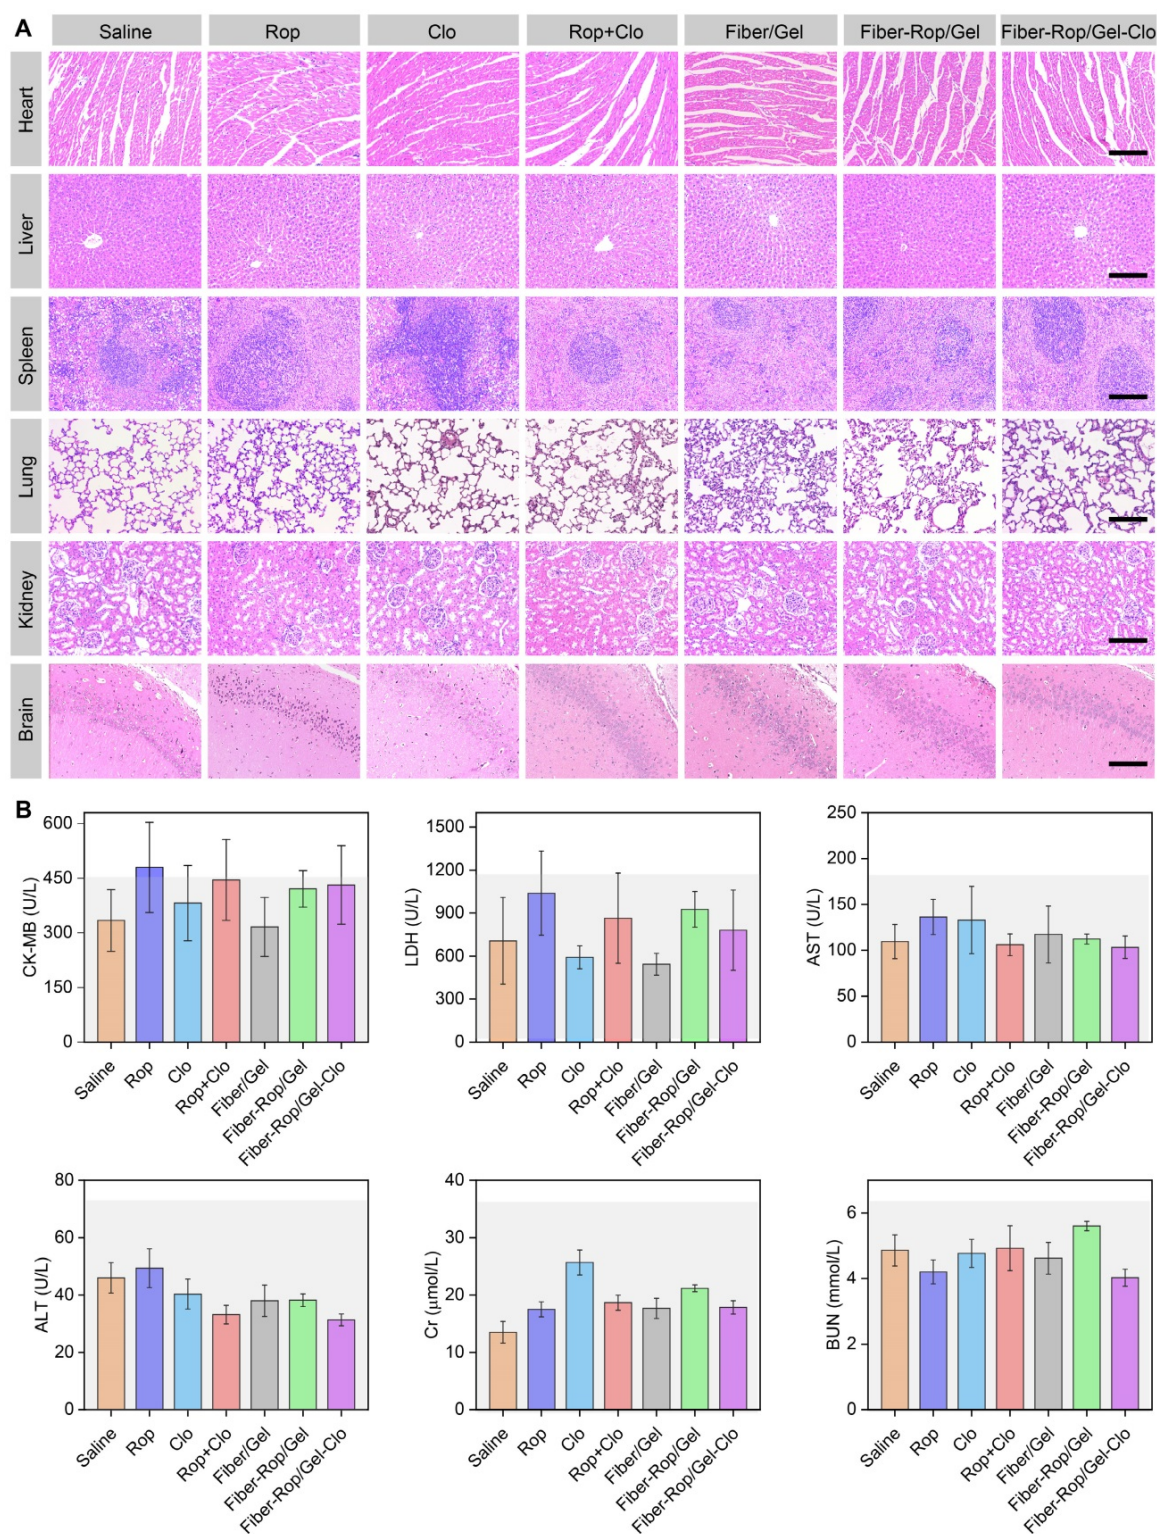 A
Saline Rop Clo Rop+Clo Fiber/Gel Fiber-Rop/Gel Fiber-Rop/Gel-Clo
Heart
Liver
Spleen
Lung
Kidney
Brain
B
CK-MB (U/L)
600
450
300
150
0
Saline
Rop
Clo
Rop+Clo
Fiber/Gel
Fiber-Rop/Gel
Fiber-Rop/Gel-Clo
LDH (U/L)
1500
1200
900
600
300
0
Saline
Rop
Clo
Rop+Clo
Fiber/Gel
Fiber-Rop/Gel
Fiber-Rop/Gel-Clo
AST (U/L)
250
200
150
100
50
0
Saline
Rop
Clo
Rop+Clo
Fiber/Gel
Fiber-Rop/Gel
Fiber-Rop/Gel-Clo
ALT (U/L)
80
60
40
20
0
Saline
Rop
Clo
Rop+Clo
Fiber/Gel
Fiber-Rop/Gel
Fiber-Rop/Gel-Clo
Cr (μmol/L)
40
30
20
10
0
Saline
Rop
Clo
Rop+Clo
Fiber/Gel
Fiber-Rop/Gel
Fiber-Rop/Gel-Clo
BUN (mmol/L)
6
4
2
0
Saline
Rop
Clo
Rop+Clo
Fiber/Gel
Fiber-Rop/Gel
Fiber-Rop/Gel-Clo